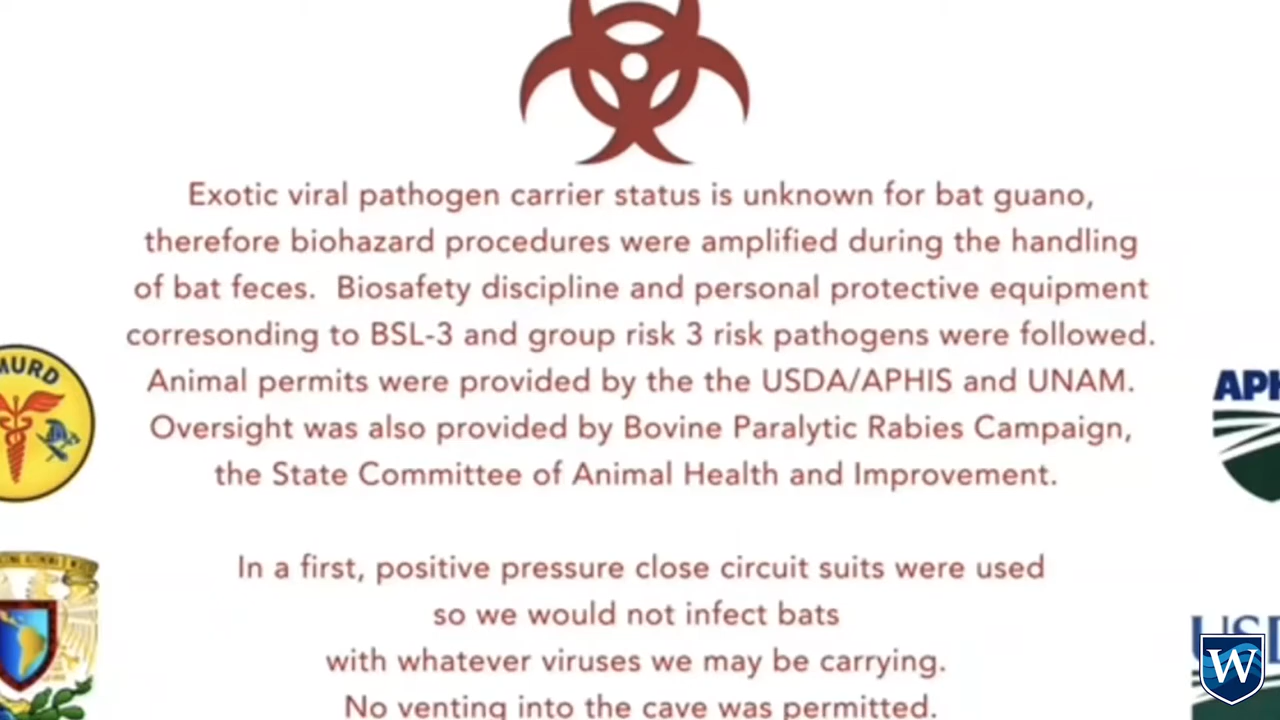 Exotic viral pathogen carrier status is unknown for bat guano,
therefore biohazard procedures were amplified during the handling
of bat feces.  Biosafety discipline and personal protective equipment
corresonding to BSL-3 and group risk 3 risk pathogens were followed.
MURD
APH
Animal permits were provided by the the USDA/APHIS and UNAM.
Oversight was also provided by Bovine Paralytic Rabies Campaign,
the State Committee of Animal Health and Improvement.
In a first, positive pressure close circuit suits were used
so we would not infect bats
USD
W
with whatever viruses we may be carrying.
No venting into the cave was permitted.